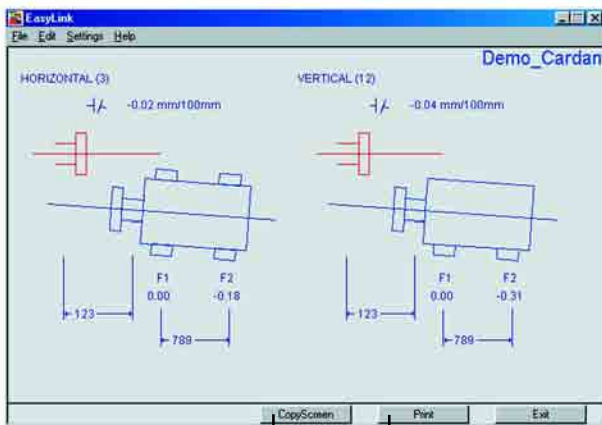 EasyLink
File Edit Settings Help
Demo_Cardan
HORIZONTAL (3)
VERTICAL (12)
-0.02 mm/100mm
-0.04 mm/100mm
F1 F2
0.00 -0.18
123
789
F1 F2
0.00 -0.31
123
789
CopyScreen Print Exit